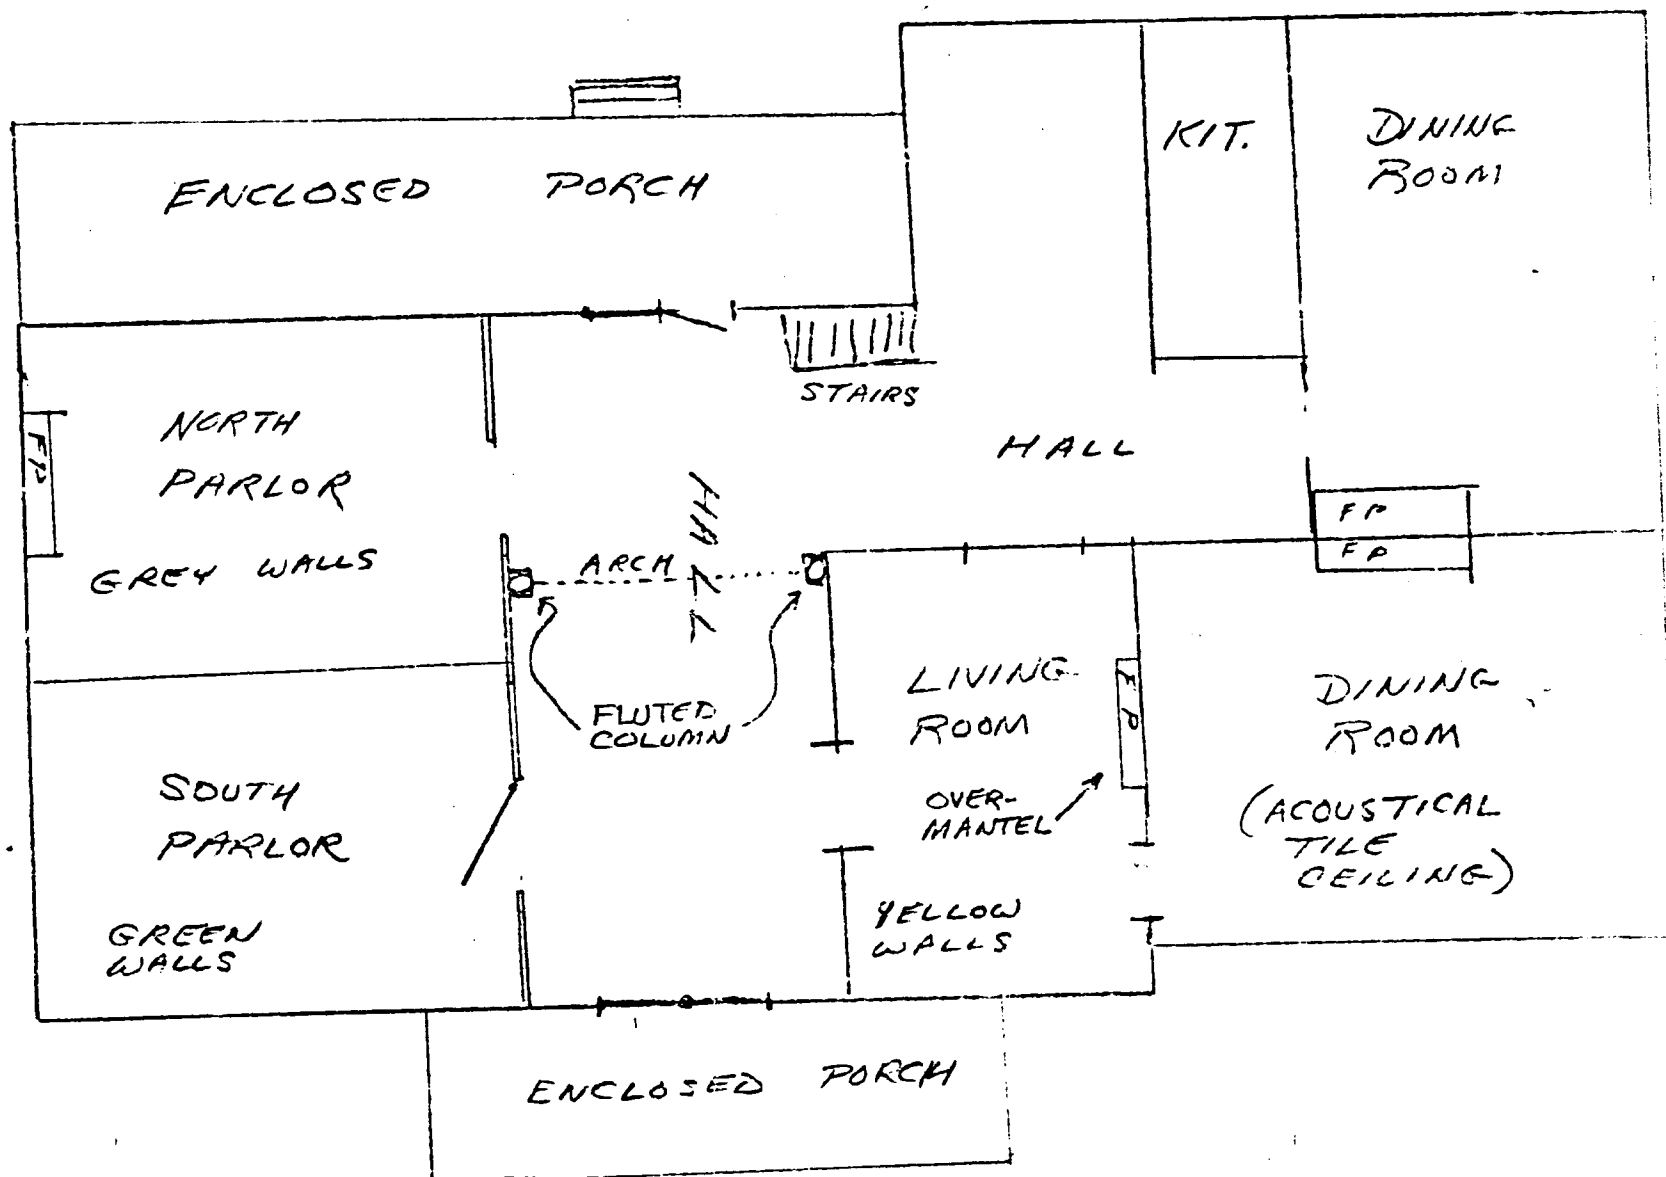 ENCLOSED PORCH
KIT.
DINING
ROOM
STAIRS
NORTH
PARLOR
GREY WALLS
FP
HALL
HALL
ARCH
FP
FP
FLUTED
COLUMN
LIVING
ROOM
FP
OVER-
MANTEL
YELLOW
WALLS
DINING
ROOM
(ACOUSTICAL
TILE
CEILING)
SOUTH
PARLOR
GREEN
WALLS
ENCLOSED PORCH